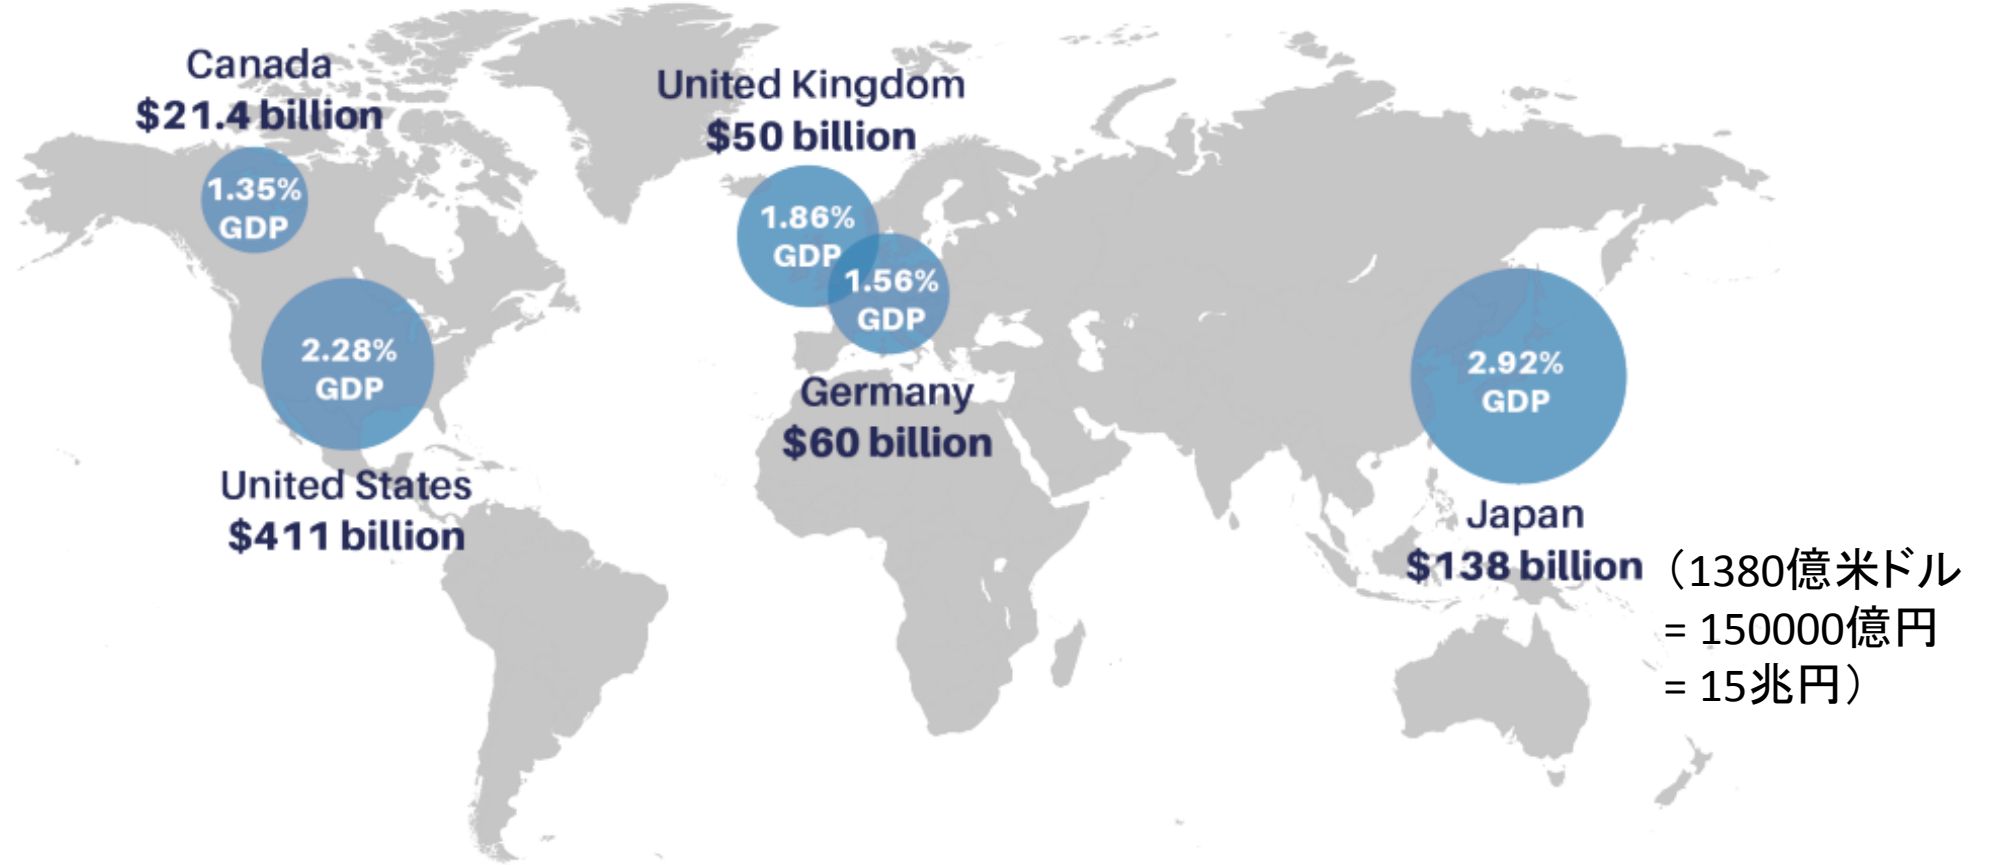 Canada
$21.4 billion
1.35%
GDP
United States
$411 billion
2.28%
GDP
United Kingdom
$50 billion
1.86%
GDP
1.56%
GDP
Germany
$60 billion
2.92%
GDP
Japan
$138 billion（1380億米ドル
= 150000億円
= 15兆円）